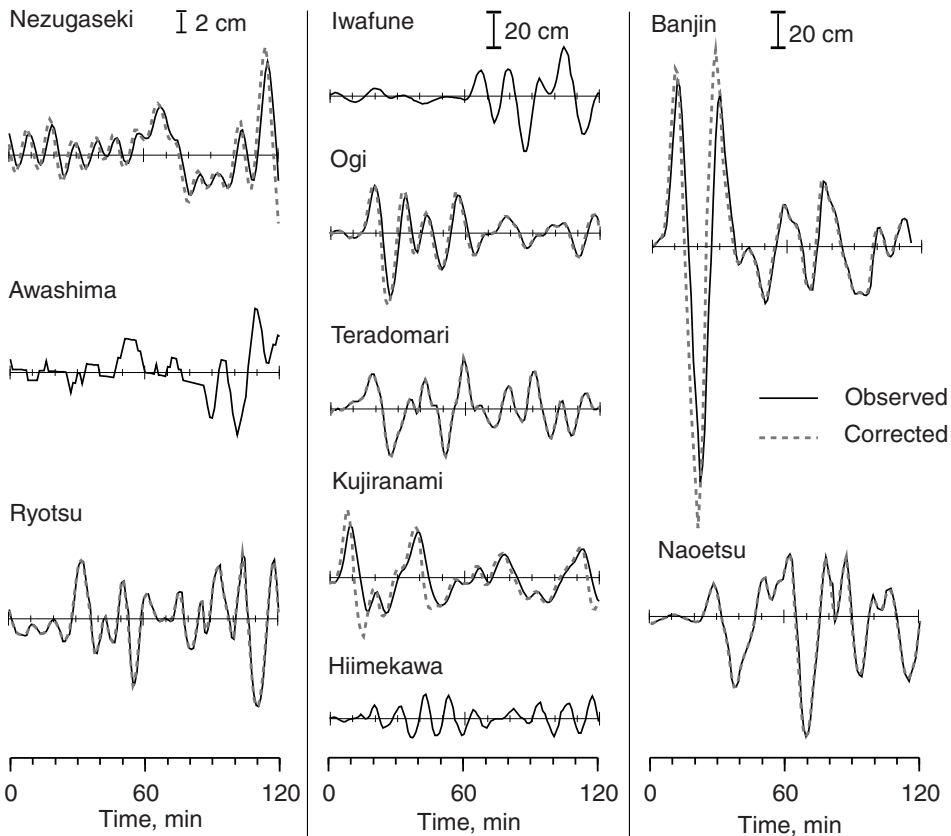 Nezugaseki
2 cm
Awashima
Ryotsu
0 60 120
Time, min
Iwafune
20 cm
Ogi
Teradomari
Kujiranami
Hiimekawa
0 60 120
Time, min
Banjin
20 cm
Observed
Corrected
Naoetsu
0 60 120
Time, min